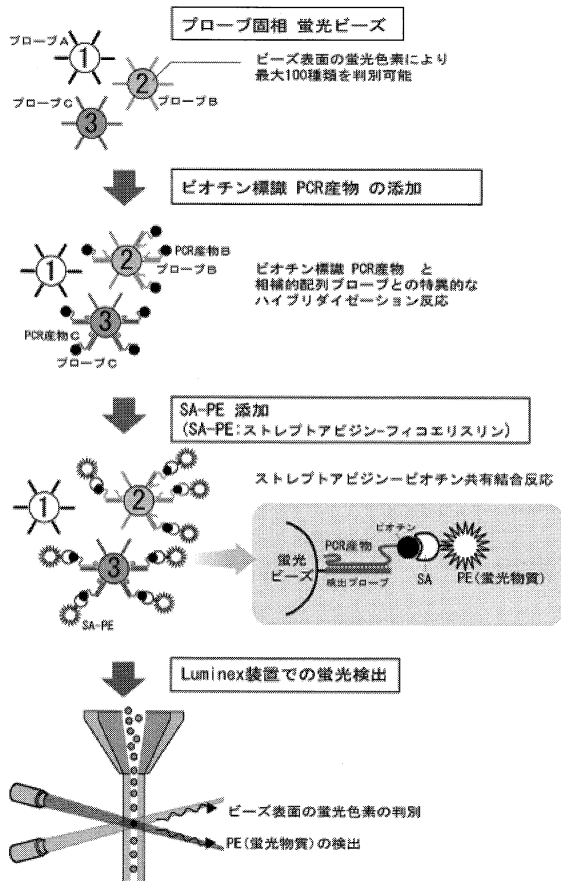 プローブ固相 蛍光ビーズ
プローブA
1
2
ビーズ表面の蛍光色素により
最大100種類を判別可能
プローブC
プローブB
3
ビオチン標識 PCR産物 の添加
PCR産物B
2
プローブB
1
ビオチン標識 PCR産物 と
相補的配列プローブとの特異的な
ハイブリダイゼーション反応
3
PCR産物C
プローブC
SA-PE 添加
(SA-PE:ストレプトアビジン-フィコエリスリン)
ストレプトアビジン-ビオチン共有結合反応
1
2
3
SA-PE
ビオチン
PCR産物
蛍光
ビーズ
検出プローブ
SA
PE(蛍光物質)
Luminex装置での蛍光検出
ビーズ表面の蛍光色素の判別
PE(蛍光物質)の検出